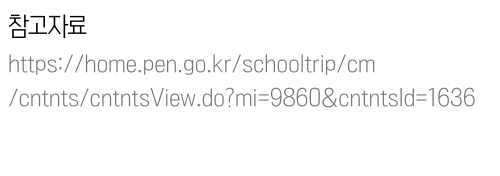 참고자료
https://home.pen.go.kr/schooltrip/cm
/cntnts/cntntsView.do?mi=9860&cntntsId=1636